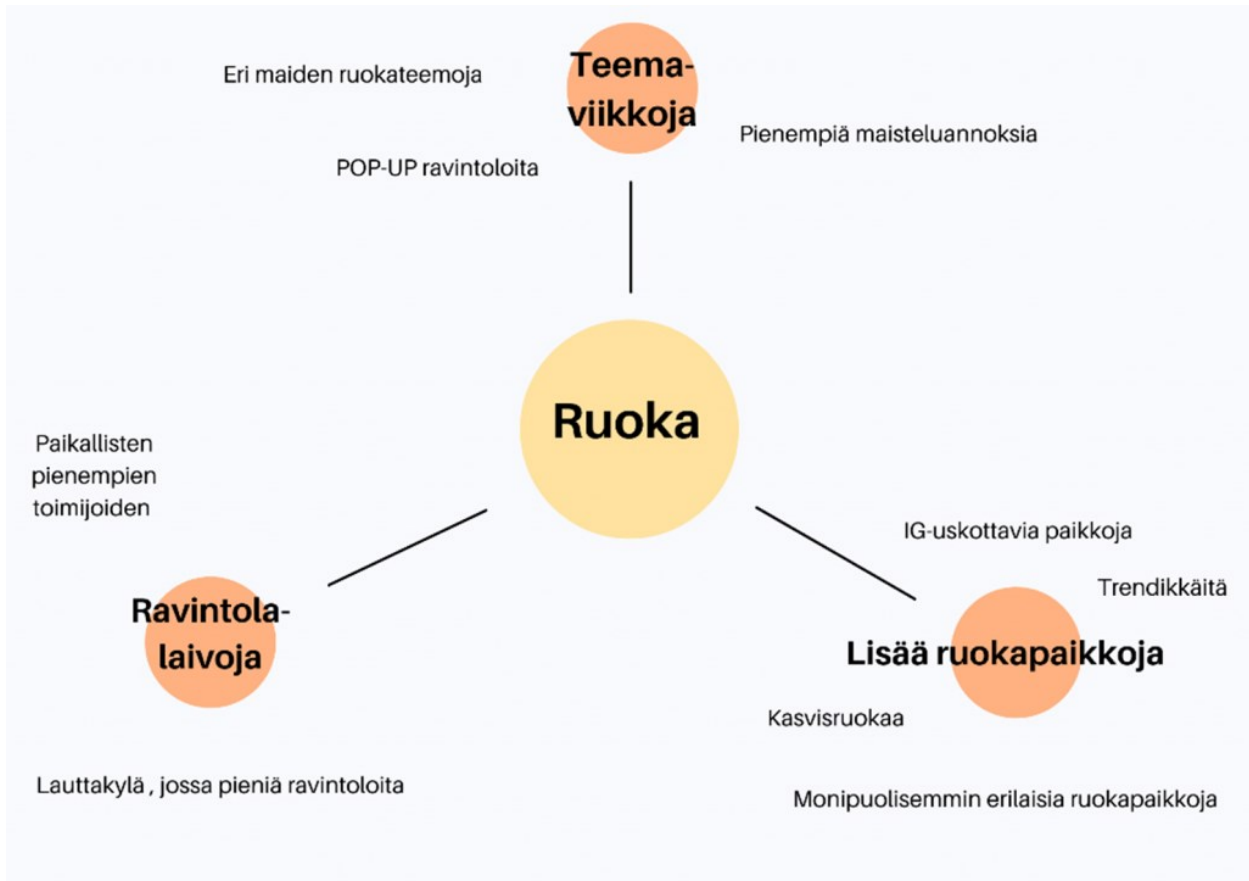 Teema-
viikkoja
Eri maiden ruokateemoja
Pienempiä maisteluannoksia
POP-UP ravintoloita
Ruoka
Paikallisten
pienempien
toimijoiden
Ravintola-
laivoja
Lauttakylä , jossa pieniä ravintoloita
IG-uskottavia paikkoja
Trendikkäitä
Lisää ruokapaikkoja
Kasvisruokaa
Monipuolisemmin erilaisia ruokapaikkoja